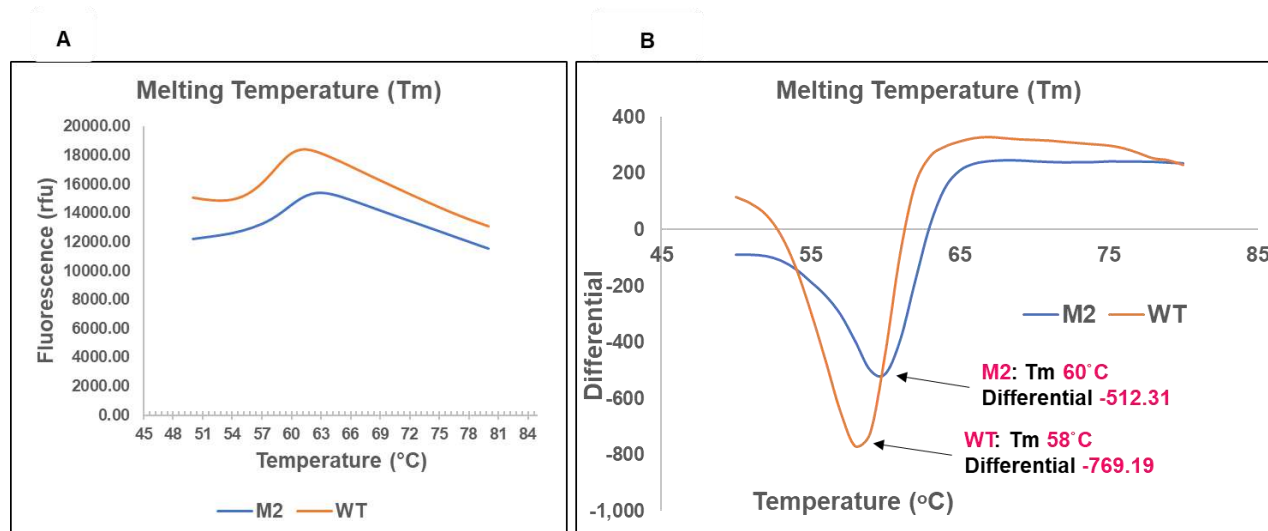 A
Melting Temperature (Tm)
20000.00
18000.00
16000.00
14000.00
12000.00
10000.00
8000.00
6000.00
4000.00
2000.00
0.00
Fluorescence (rfu)
45 48 51 54 57 60 63 66 69 72 75 78 81 84
Temperature (°C)
M2 WT
B
Melting Temperature (Tm)
400
200
0
-200
-400
-600
-800
-1,000
Differential
45 55 65 75 85
M2 WT
M2: Tm 60°C
Differential -512.31
WT: Tm 58°C
Differential -769.19
Temperature (oC)